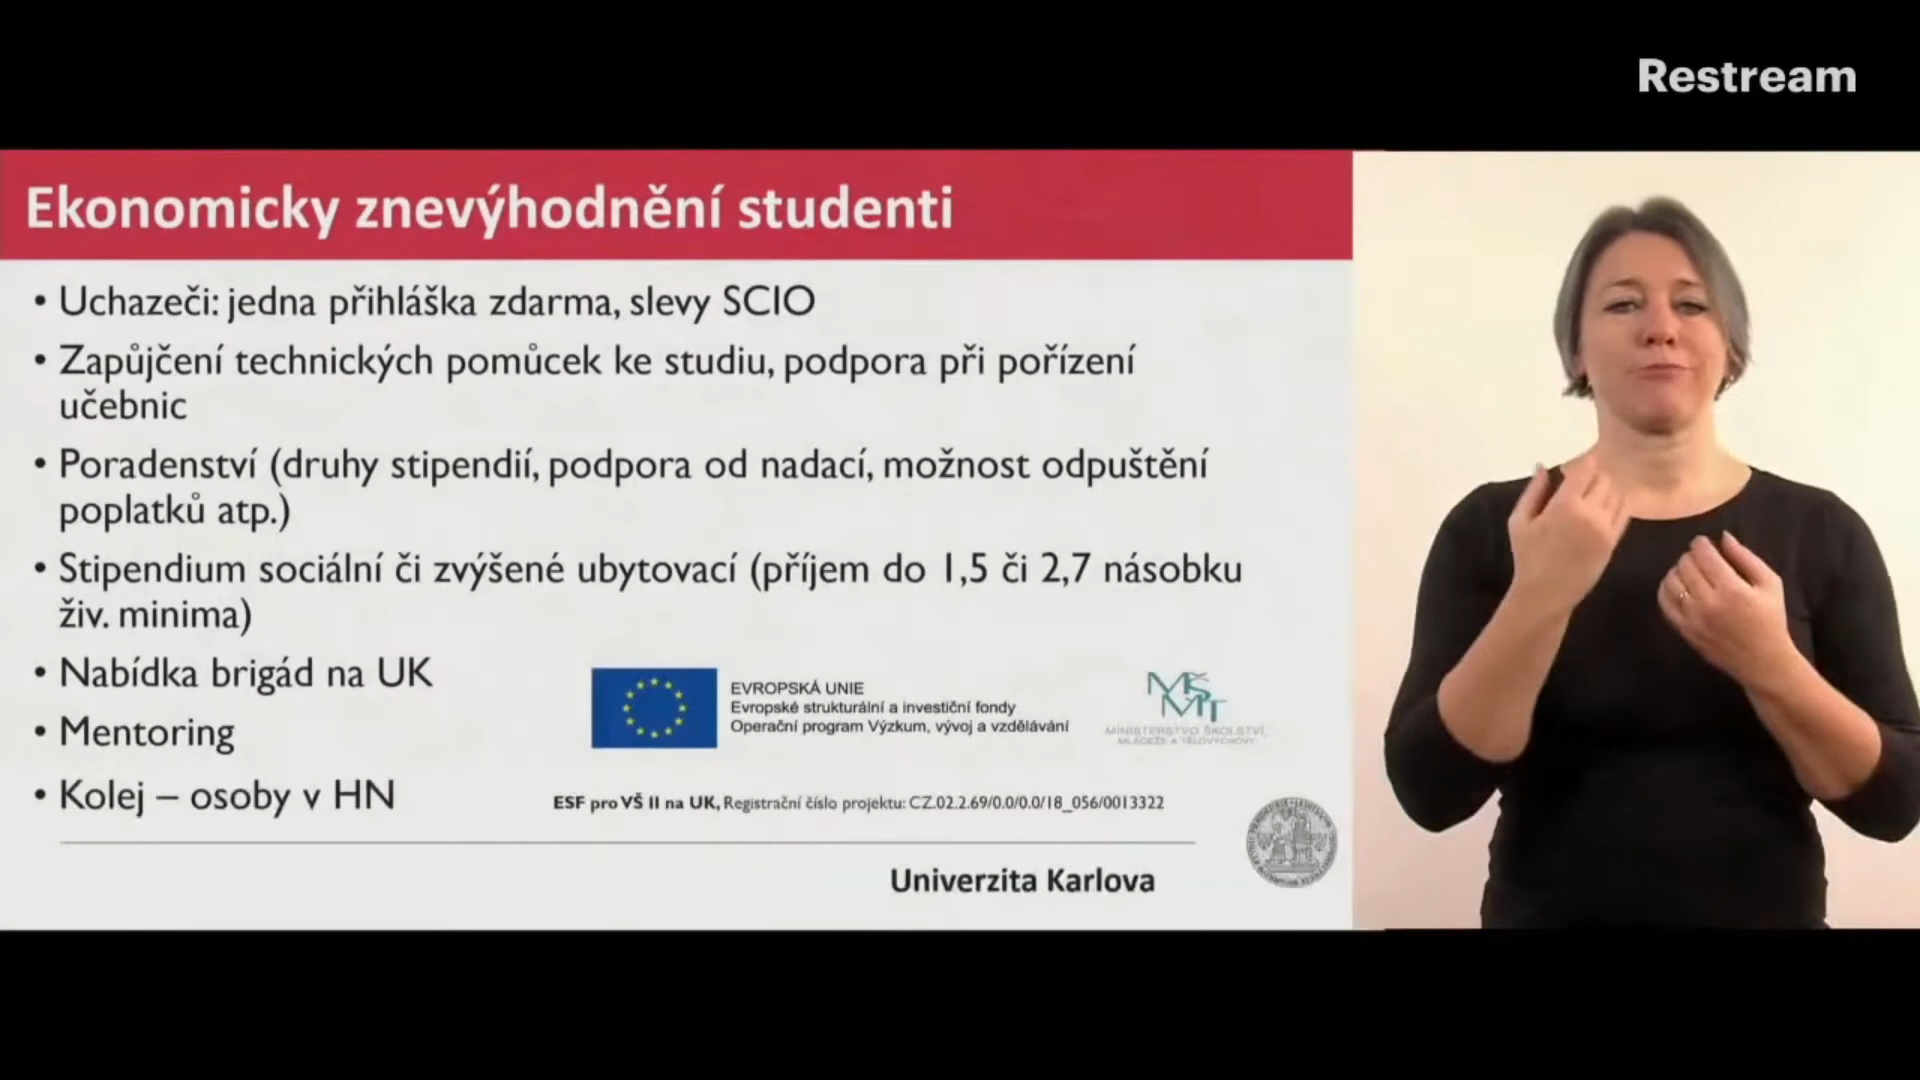 Restream
Ekonomicky znevýhodnění studenti
• Uchazeči: jedna přihláška zdarma, slevy SCIO
• Zapůjčení technických pomůcek ke studiu, podpora při pořízení
učebnic
• Poradenství (druhy stipendií, podpora od nadací, možnost odpuštění
poplatků atp.)
• Stipendium sociální či zvýšené ubytovací (příjem do 1,5 či 2,7 násobku
živ. minima)
• Nabídka brigád na UK
• Mentoring
• Kolej – osoby v HN
EVROPSKÁ UNIE
Evropské strukturální a investiční fondy
Operační program Výzkum, vývoj a vzdělávání
MŠMT
MINISTERSTVO ŠKOLSTVÍ,
MLÁDEŽE A TĚLOVÝCHOVY
ESF pro VŠ II na UK, Registrační číslo projektu: CZ.02.2.69/0.0/0.0/18_056/0013322
Univerzita Karlova